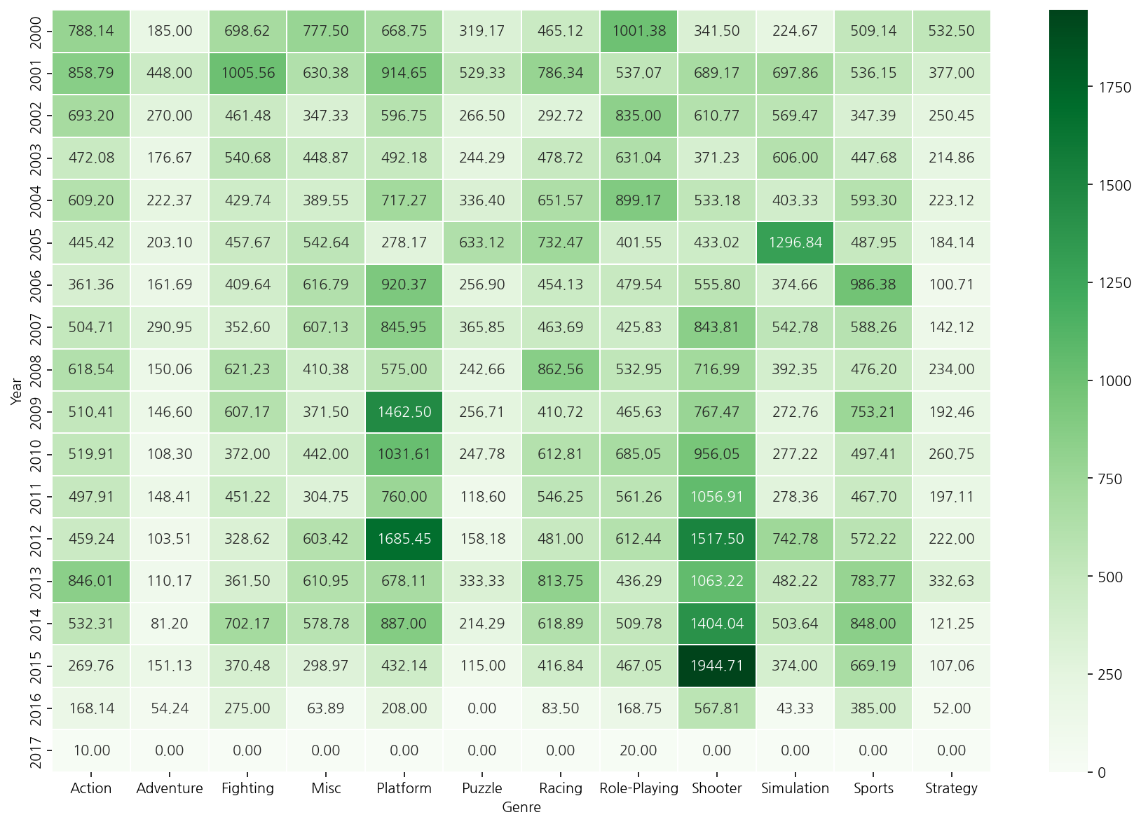 2000 788.14 185.00 698.62 777.50 668.75 319.17 465.12 1001.38 341.50 224.67 509.14 532.50
2001 858.79 448.00 1005.56 630.38 914.65 529.33 786.34 537.07 689.17 697.86 536.15 377.00
1750
2002 693.20 270.00 461.48 347.33 596.75 266.50 292.72 835.00 610.77 569.47 347.39 250.45
2003 472.08 176.67 540.68 448.87 492.18 244.29 478.72 631.04 371.23 606.00 447.68 214.86
1500
2004 609.20 222.37 429.74 389.55 717.27 336.40 651.57 899.17 533.18 403.33 593.30 223.12
2005 445.42 203.10 457.67 542.64 278.17 633.12 732.47 401.55 433.02 1296.84 487.95 184.14
1250
2006 361.36 161.69 409.64 616.79 920.37 256.90 454.13 479.54 555.80 374.66 986.38 100.71
2007 504.71 290.95 352.60 607.13 845.95 365.85 463.69 425.83 843.81 542.78 588.26 142.12
2008 618.54 150.06 621.23 410.38 575.00 242.66 862.56 532.95 716.99 392.35 476.20 234.00
1000
Year
2009 510.41 146.60 607.17 371.50 1462.50 256.71 410.72 465.63 767.47 272.76 753.21 192.46
2010 519.91 108.30 372.00 442.00 1031.61 247.78 612.81 685.05 956.05 277.22 497.41 260.75
750
2011 497.91 148.41 451.22 304.75 760.00 118.60 546.25 561.26 1056.91 278.36 467.70 197.11
2012 459.24 103.51 328.62 603.42 1685.45 158.18 481.00 612.44 1517.50 742.78 572.22 222.00
500
2013 846.01 110.17 361.50 610.95 678.11 333.33 813.75 436.29 1063.22 482.22 783.77 332.63
2014 532.31 81.20 702.17 578.78 887.00 214.29 618.89 509.78 1404.04 503.64 848.00 121.25
2015 269.76 151.13 370.48 298.97 432.14 115.00 416.84 467.05 1944.71 374.00 669.19 107.06
250
2016 168.14 54.24 275.00 63.89 208.00 0.00 83.50 168.75 567.81 43.33 385.00 52.00
2017 10.00 0.00 0.00 0.00 0.00 0.00 0.00 20.00 0.00 0.00 0.00 0.00
0
Action Adventure Fighting Misc Platform Puzzle Racing Role-Playing Shooter Simulation Sports Strategy
Genre